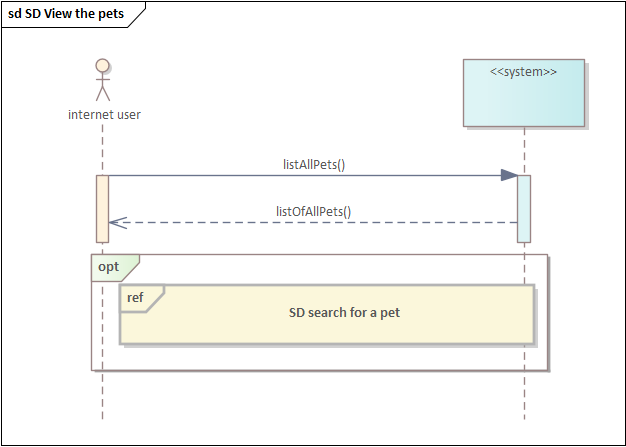 sd SD View the pets
internet user
<<system>>
listAllPets()
listOfAllPets()
opt
ref
SD search for a pet